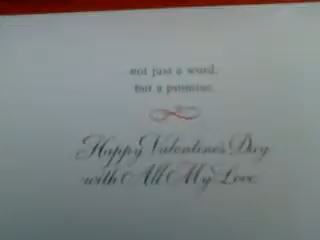 not just a word,
but a promise.
Happy Valentine's Day
with All My Love